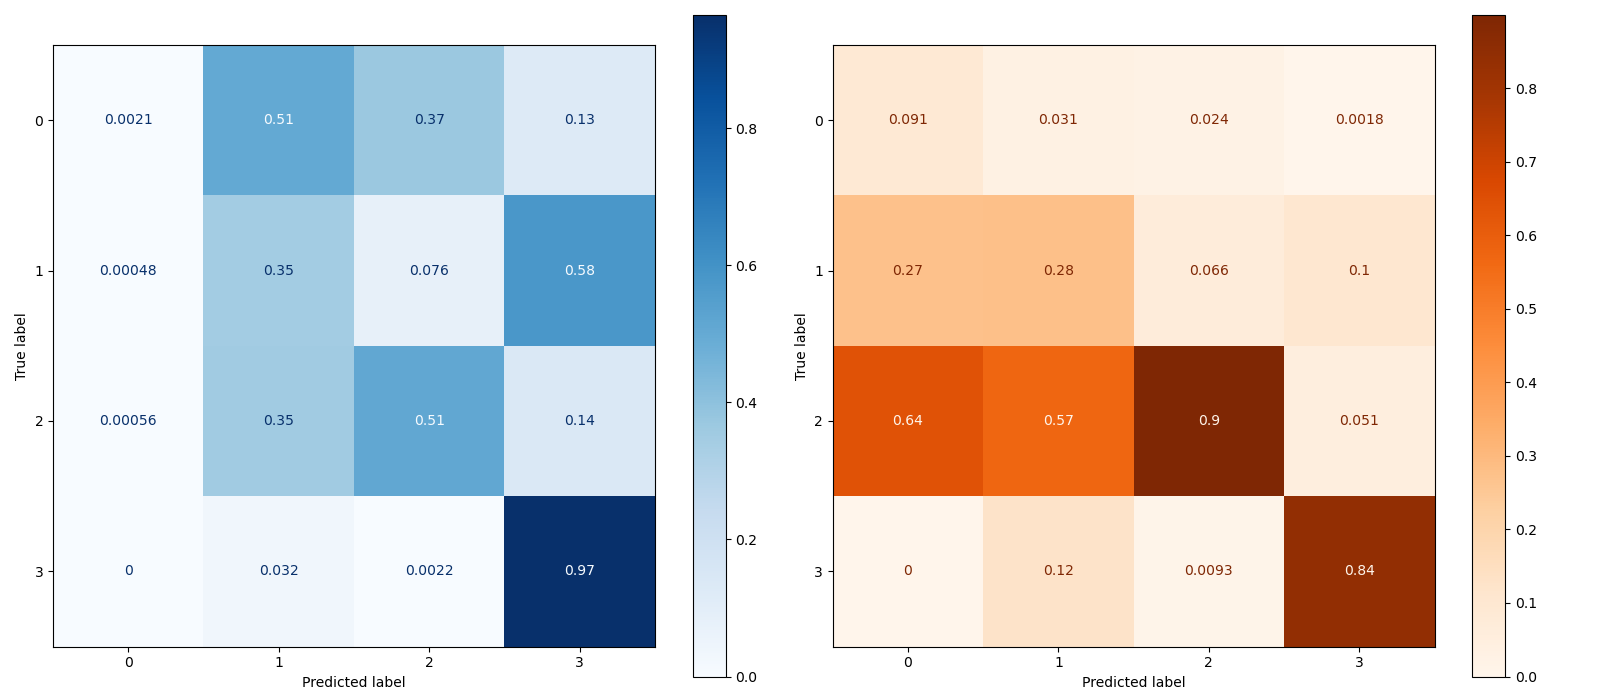 0.0021 0.51 0.37 0.13
0.00048 0.35 0.076 0.58
0.00056 0.35 0.51 0.14
0 0.032 0.0022 0.97
0
1
2
3
True label
0 1 2 3
Predicted label
0.8
0.6
0.4
0.2
0.0
0.091 0.031 0.024 0.0018
0.27 0.28 0.066 0.1
0.64 0.57 0.9 0.051
0 0.12 0.0093 0.84
0
1
2
3
True label
0 1 2 3
Predicted label
0.8
0.7
0.6
0.5
0.4
0.3
0.2
0.1
0.0